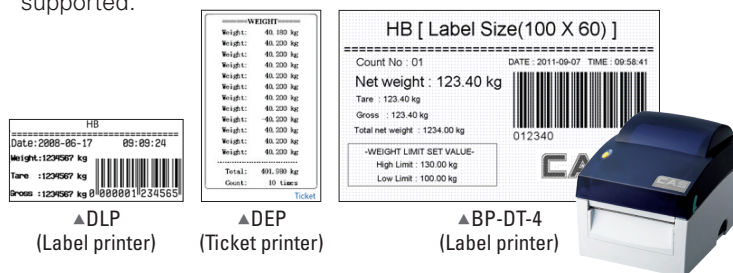 supported.
HB
Date:2008-06-17 09:09:24
Weight:1234567 kg
Tare :1234567 kg
Gross :1234567 kg
0 000001 234565
▲DLP
(Label printer)
WEIGHT
Weight: 40.180 kg
Weight: 40.200 kg
Weight: 40.200 kg
Weight: 40.200 kg
Weight: 40.200 kg
Weight: -40.200 kg
Weight: 40.200 kg
Weight: 40.200 kg
Weight: 40.200 kg
Weight: 40.200 kg
Total: 401.980 kg
Count: 10 times
Ticket
▲DEP
(Ticket printer)
HB [ Label Size(100 X 60) ]
Count No : 01 DATE : 2011-09-07 TIME : 09:58:41
Net weight : 123.40 kg
Tare : 123.40 kg
Gross : 123.40 kg
Total net weight : 1234.00 kg
012340
-WEIGHT LIMIT SET VALUE-
High Limit : 130.00 kg
Low Limit : 100.00 kg
CAS
▲BP-DT-4
(Label printer)